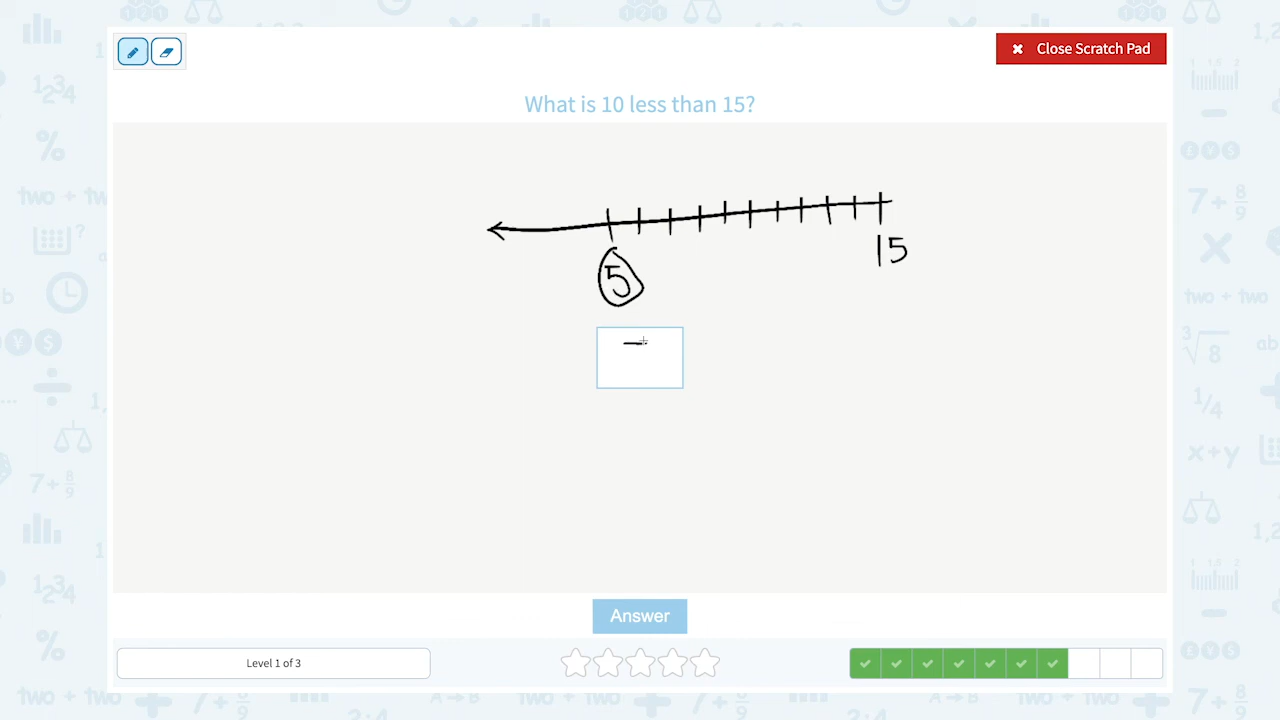 Close Scratch Pad
What is 10 less than 15?
15
5
Answer
Level 1 of 3